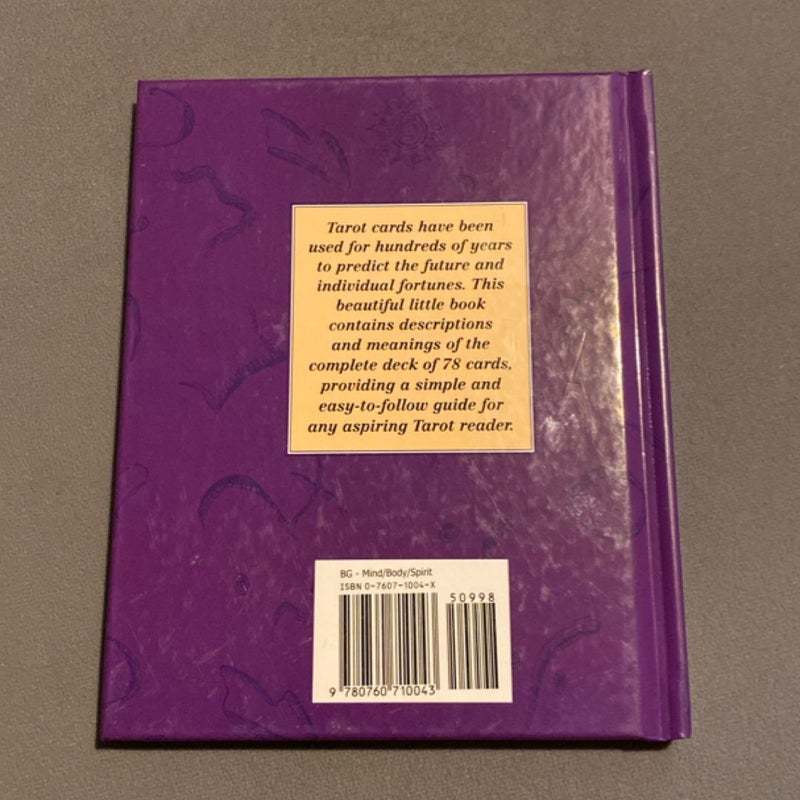 Tarot cards have been
used for hundreds of years
to predict the future and
individual fortunes. This
beautiful little book
contains descriptions
and meanings of the
complete deck of 78 cards,
providing a simple and
easy-to-follow guide for
any aspiring Tarot reader.
BG - Mind/Body/Spirit
ISBN 0-7607-1004-X
50998
9 780760 710043